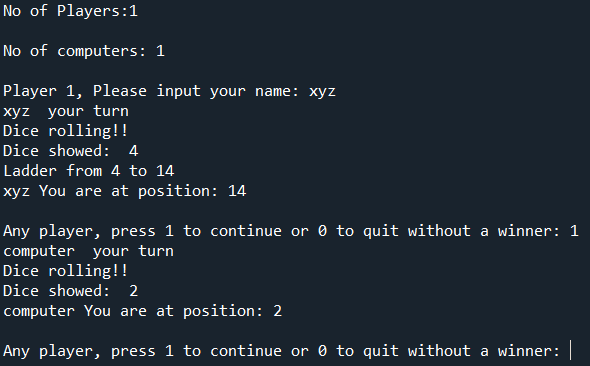 No of Players:1
No of computers: 1
Player 1, Please input your name: xyz
xyz  your turn
Dice rolling!!
Dice showed:  4
Ladder from 4 to 14
xyz You are at position: 14
Any player, press 1 to continue or 0 to quit without a winner: 1
computer  your turn
Dice rolling!!
Dice showed:  2
computer You are at position: 2
Any player, press 1 to continue or 0 to quit without a winner: